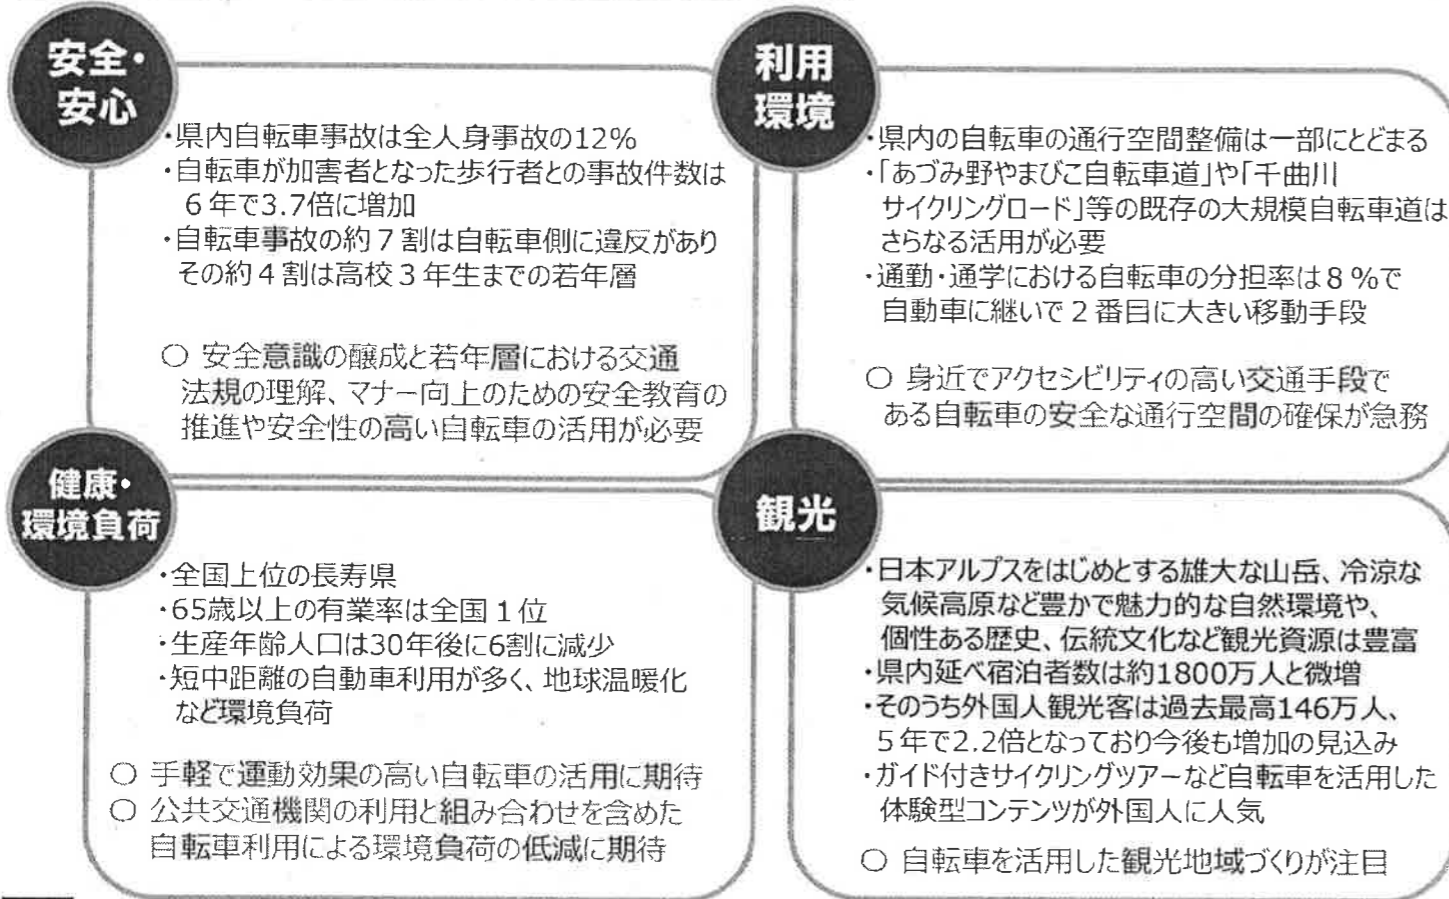 安全・
安心
・県内自転車事故は全人身事故の12%
・自転車が加害者となった歩行者との事故件数は
６年で3.7倍に増加
・自転車事故の約７割は自転車側に違反があり
その約４割は高校３年生までの若年層
○ 安全意識の醸成と若年層における交通
法規の理解、マナー向上のための安全教育の
推進や安全性の高い自転車の活用が必要
利用
環境
・県内の自転車の通行空間整備は一部にとどまる
・「あづみ野やまびこ自転車道」や「千曲川
サイクリングロード」等の既存の大規模自転車道は
さらなる活用が必要
・通勤・通学における自転車の分担率は８％で
自動車に継いで２番目に大きい移動手段
○ 身近でアクセシビリティの高い交通手段で
ある自転車の安全な通行空間の確保が急務
健康・
環境負荷
・全国上位の長寿県
・65歳以上の有業率は全国１位
・生産年齢人口は30年後に6割に減少
・短中距離の自動車利用が多く、地球温暖化
など環境負荷
○ 手軽で運動効果の高い自転車の活用に期待
○ 公共交通機関の利用と組み合わせを含めた
自転車利用による環境負荷の低減に期待
観光
・日本アルプスをはじめとする雄大な山岳、冷涼な
気候高原など豊かで魅力的な自然環境や、
個性ある歴史、伝統文化など観光資源は豊富
・県内延べ宿泊者数は約1800万人と微増
・そのうち外国人観光客は過去最高146万人、
５年で2.2倍となっており今後も増加の見込み
・ガイド付きサイクリングツアーなど自転車を活用した
体験型コンテンツが外国人に人気
○ 自転車を活用した観光地域づくりが注目